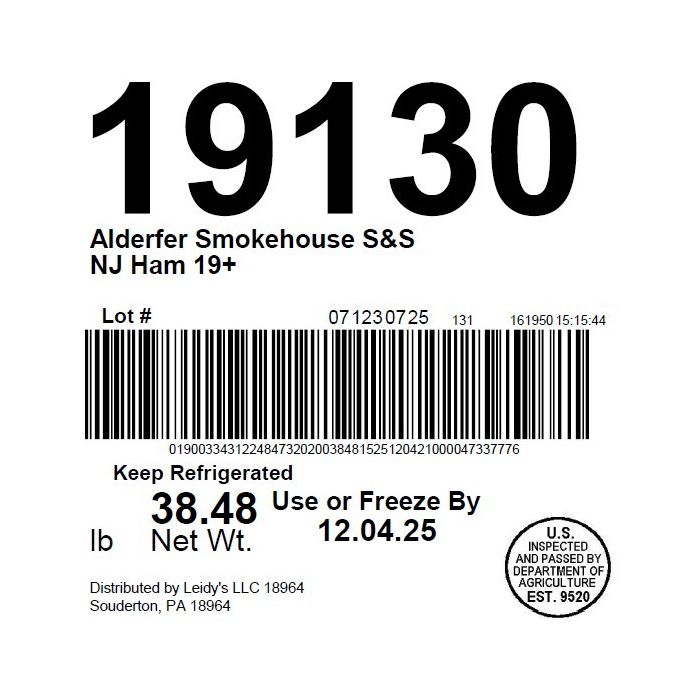 19130
Alderfer Smokehouse S&S
NJ Ham 19+
Lot # 071230725 131 161950 15:15:44
01900334312248473202003848152512042100004733​7776
Keep Refrigerated
38.48 Use or Freeze By
lb Net Wt. 12.04.25
U.S.
INSPECTED
AND PASSED BY
DEPARTMENT OF
AGRICULTURE
EST. 9520
Distributed by Leidy's LLC 18964
Souderton, PA 18964